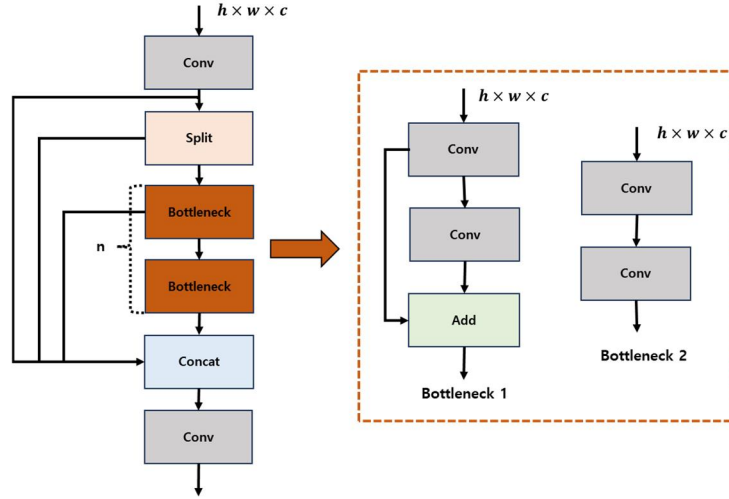 h × w × c
Conv
Split
Bottleneck
n
Bottleneck
Concat
Conv
h × w × c
Conv
Conv
Add
Bottleneck 1
h × w × c
Conv
Conv
Bottleneck 2